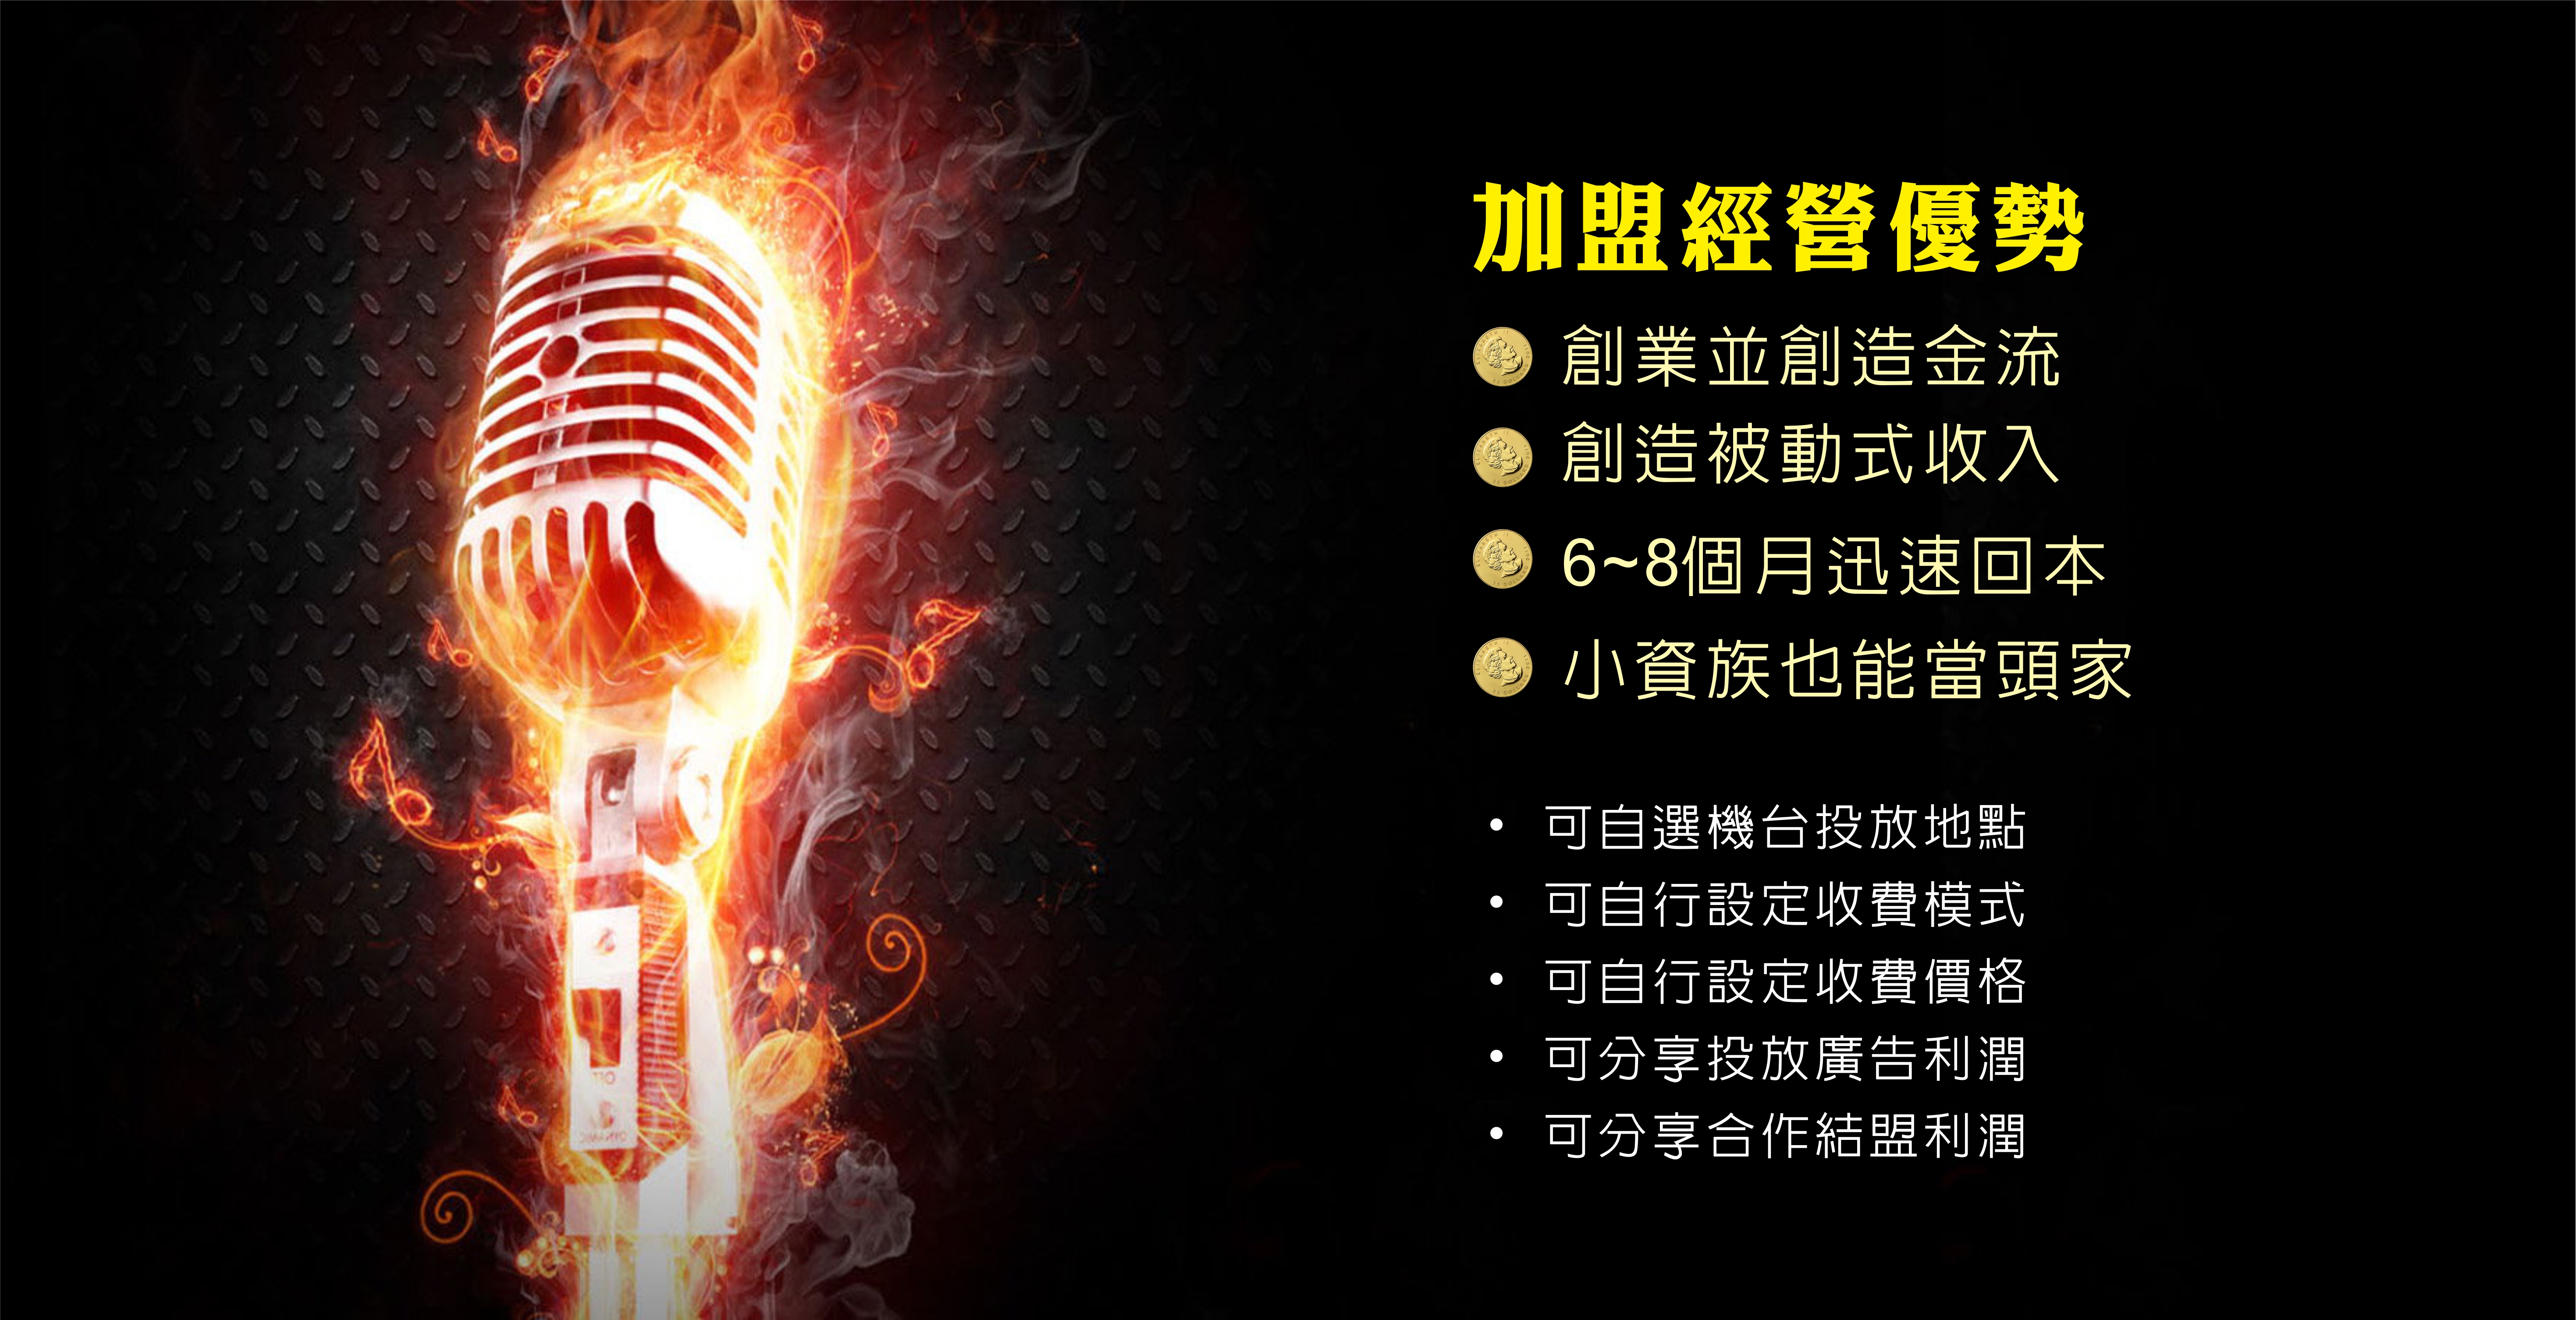 加盟經營優勢
創業並創造金流
創造被動式收入
6~8個月迅速回本
小資族也能當頭家
• 可自選機台投放地點
• 可自行設定收費模式
• 可自行設定收費價格
• 可分享投放廣告利潤
• 可分享合作結盟利潤